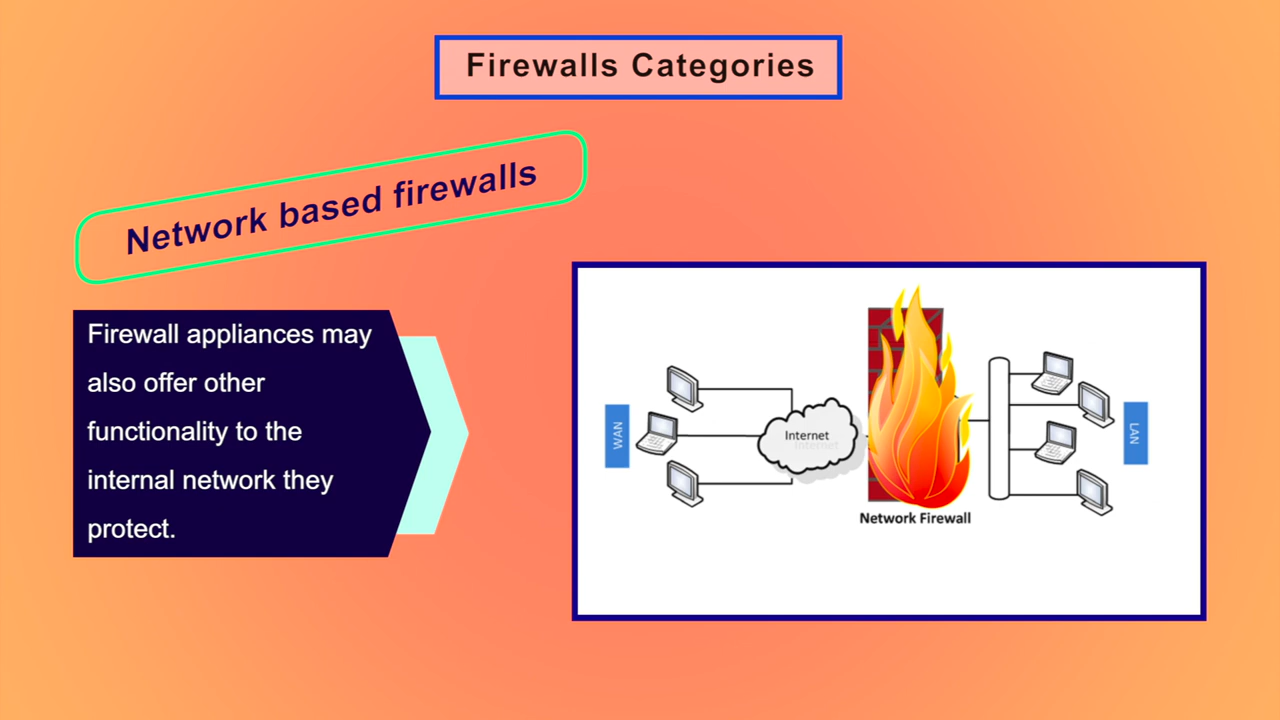 Firewalls Categories
Network based firewalls
Firewall appliances may
also offer other
functionality to the
internal network they
protect.
WAN
Internet
Internet
Network Firewall
LAN